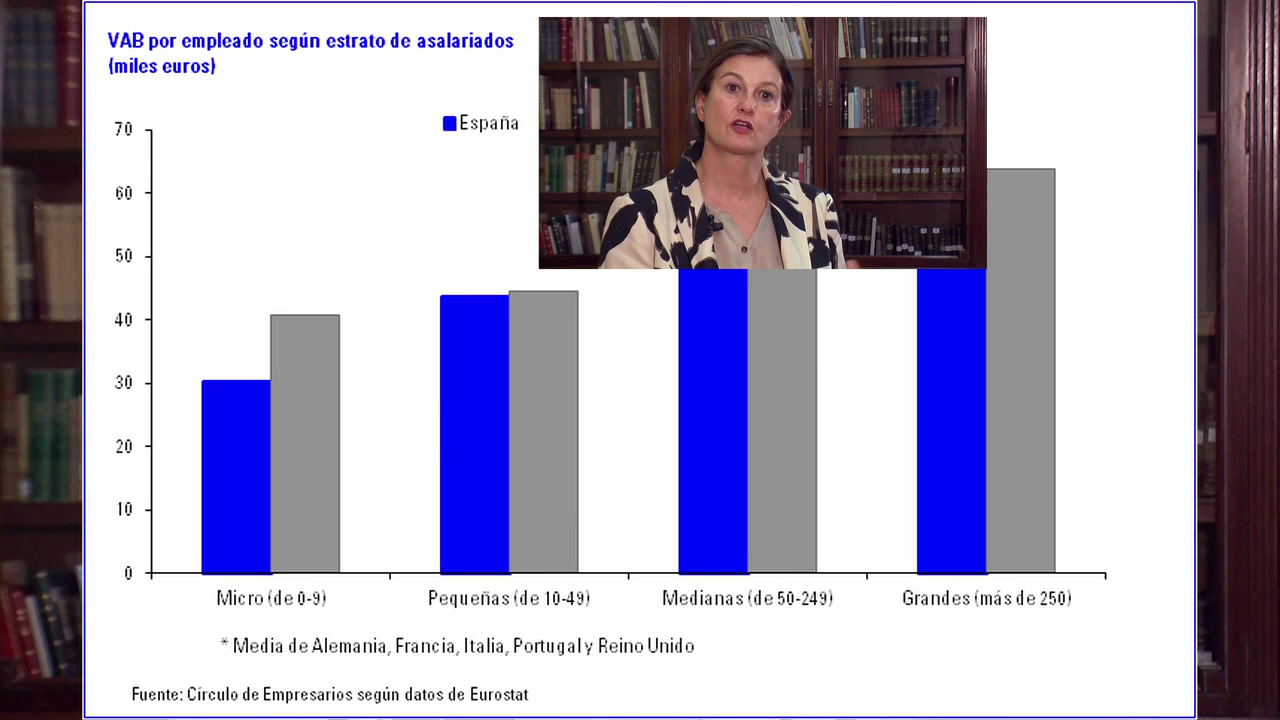 VAB por empleado según estrato de asalariados
(miles euros)
España
70
60
50
40
30
20
10
0
Micro (de 0-9)
Pequeñas (de 10-49)
Medianas (de 50-249)
Grandes (más de 250)
* Media de Alemania, Francia, Italia, Portugal y Reino Unido
Fuente: Círculo de Empresarios según datos de Eurostat